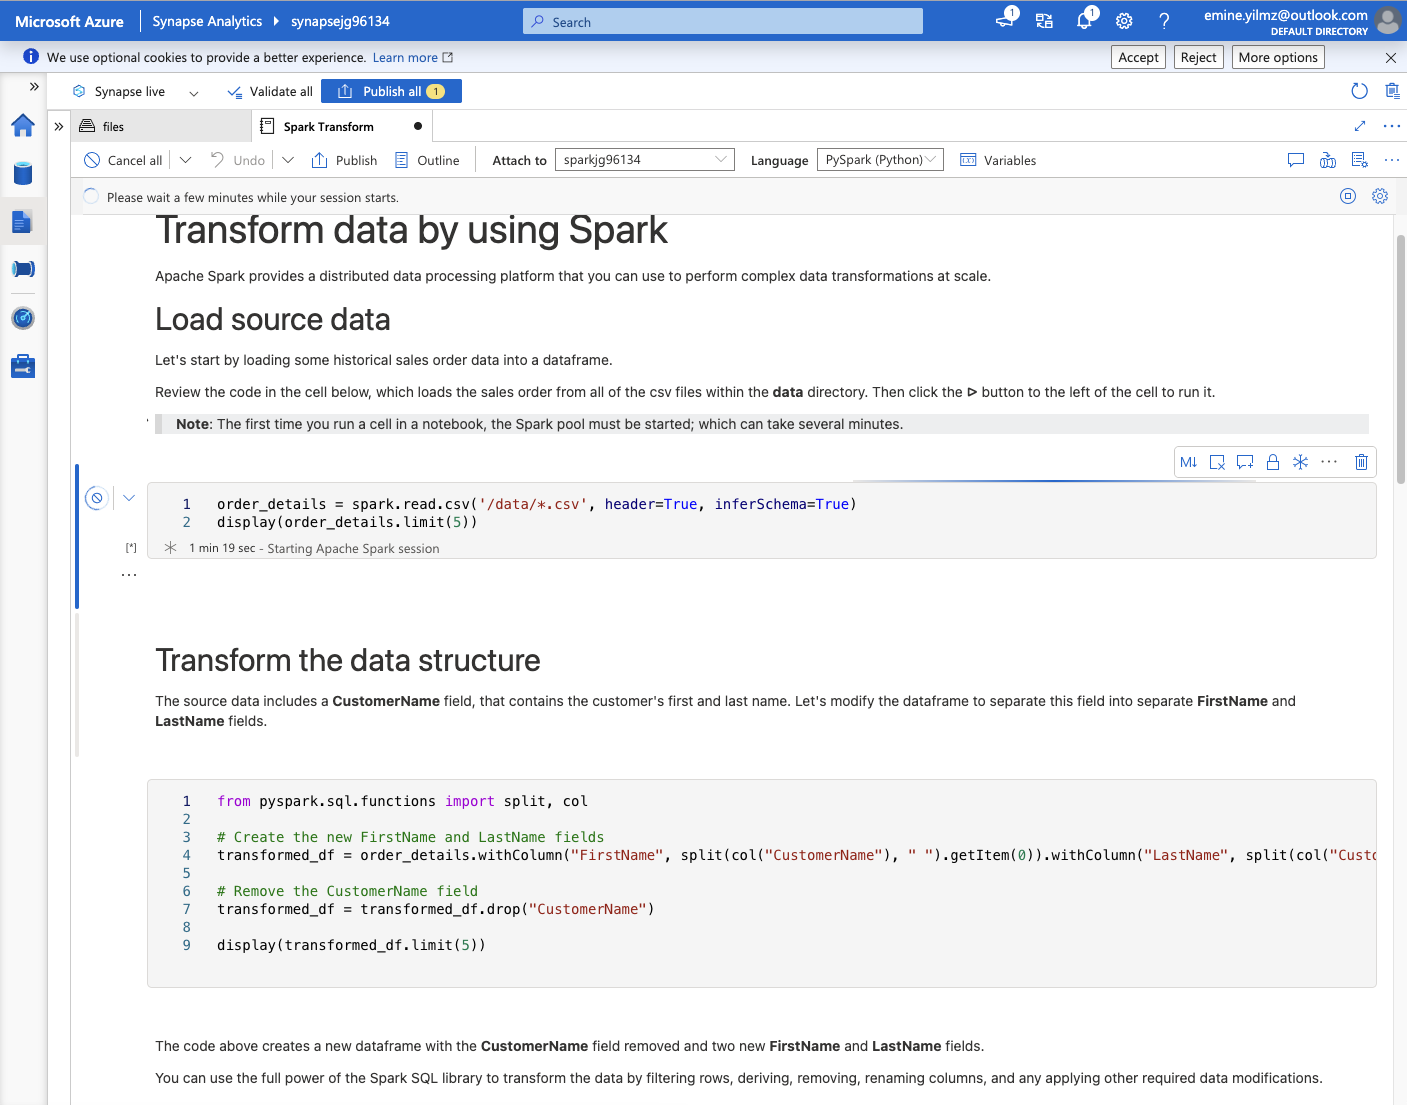 Microsoft Azure Synapse Analytics synapsejg96134 Search 1 1 emine.yilmz@outlook.com
DEFAULT DIRECTORY
We use optional cookies to provide a better experience. Learn more Accept Reject More options
Synapse live Validate all Publish all 1
files Spark Transform
Cancel all Undo Publish Outline Attach to sparkjg96134 Language PySpark (Python) Variables
Please wait a few minutes while your session starts.
Transform data by using Spark
Apache Spark provides a distributed data processing platform that you can use to perform complex data transformations at scale.
Load source data
Let's start by loading some historical sales order data into a dataframe.
Review the code in the cell below, which loads the sales order from all of the csv files within the data directory. Then click the ▷ button to the left of the cell to run it.
Note: The first time you run a cell in a notebook, the Spark pool must be started; which can take several minutes.
M↓
1 order_details = spark.read.csv('/data/*.csv', header=True, inferSchema=True)
2 display(order_details.limit(5))
[*] 1 min 19 sec - Starting Apache Spark session
Transform the data structure
The source data includes a CustomerName field, that contains the customer's first and last name. Let's modify the dataframe to separate this field into separate FirstName and
LastName fields.
1 from pyspark.sql.functions import split, col
2
3 # Create the new FirstName and LastName fields
4 transformed_df = order_details.withColumn("FirstName", split(col("CustomerName"), " ").getItem(0)).withColumn("LastName", split(col("Custo
5
6 # Remove the CustomerName field
7 transformed_df = transformed_df.drop("CustomerName")
8
9 display(transformed_df.limit(5))
The code above creates a new dataframe with the CustomerName field removed and two new FirstName and LastName fields.
You can use the full power of the Spark SQL library to transform the data by filtering rows, deriving, removing, renaming columns, and any applying other required data modifications.